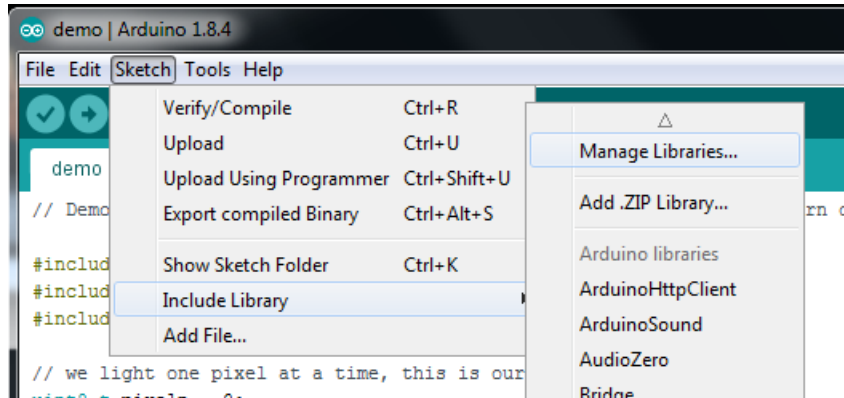 demo | Arduino 1.8.4
File Edit Sketch Tools Help
Verify/Compile Ctrl+R
Upload Ctrl+U
Upload Using Programmer Ctrl+Shift+U
Export compiled Binary Ctrl+Alt+S
Show Sketch Folder Ctrl+K
Include Library
Add File...
Manage Libraries...
Add .ZIP Library...
Arduino libraries
ArduinoHttpClient
ArduinoSound
AudioZero
Bridge
demo
// Demo
#includ
#includ
#includ
// we light one pixel at a time, this is our